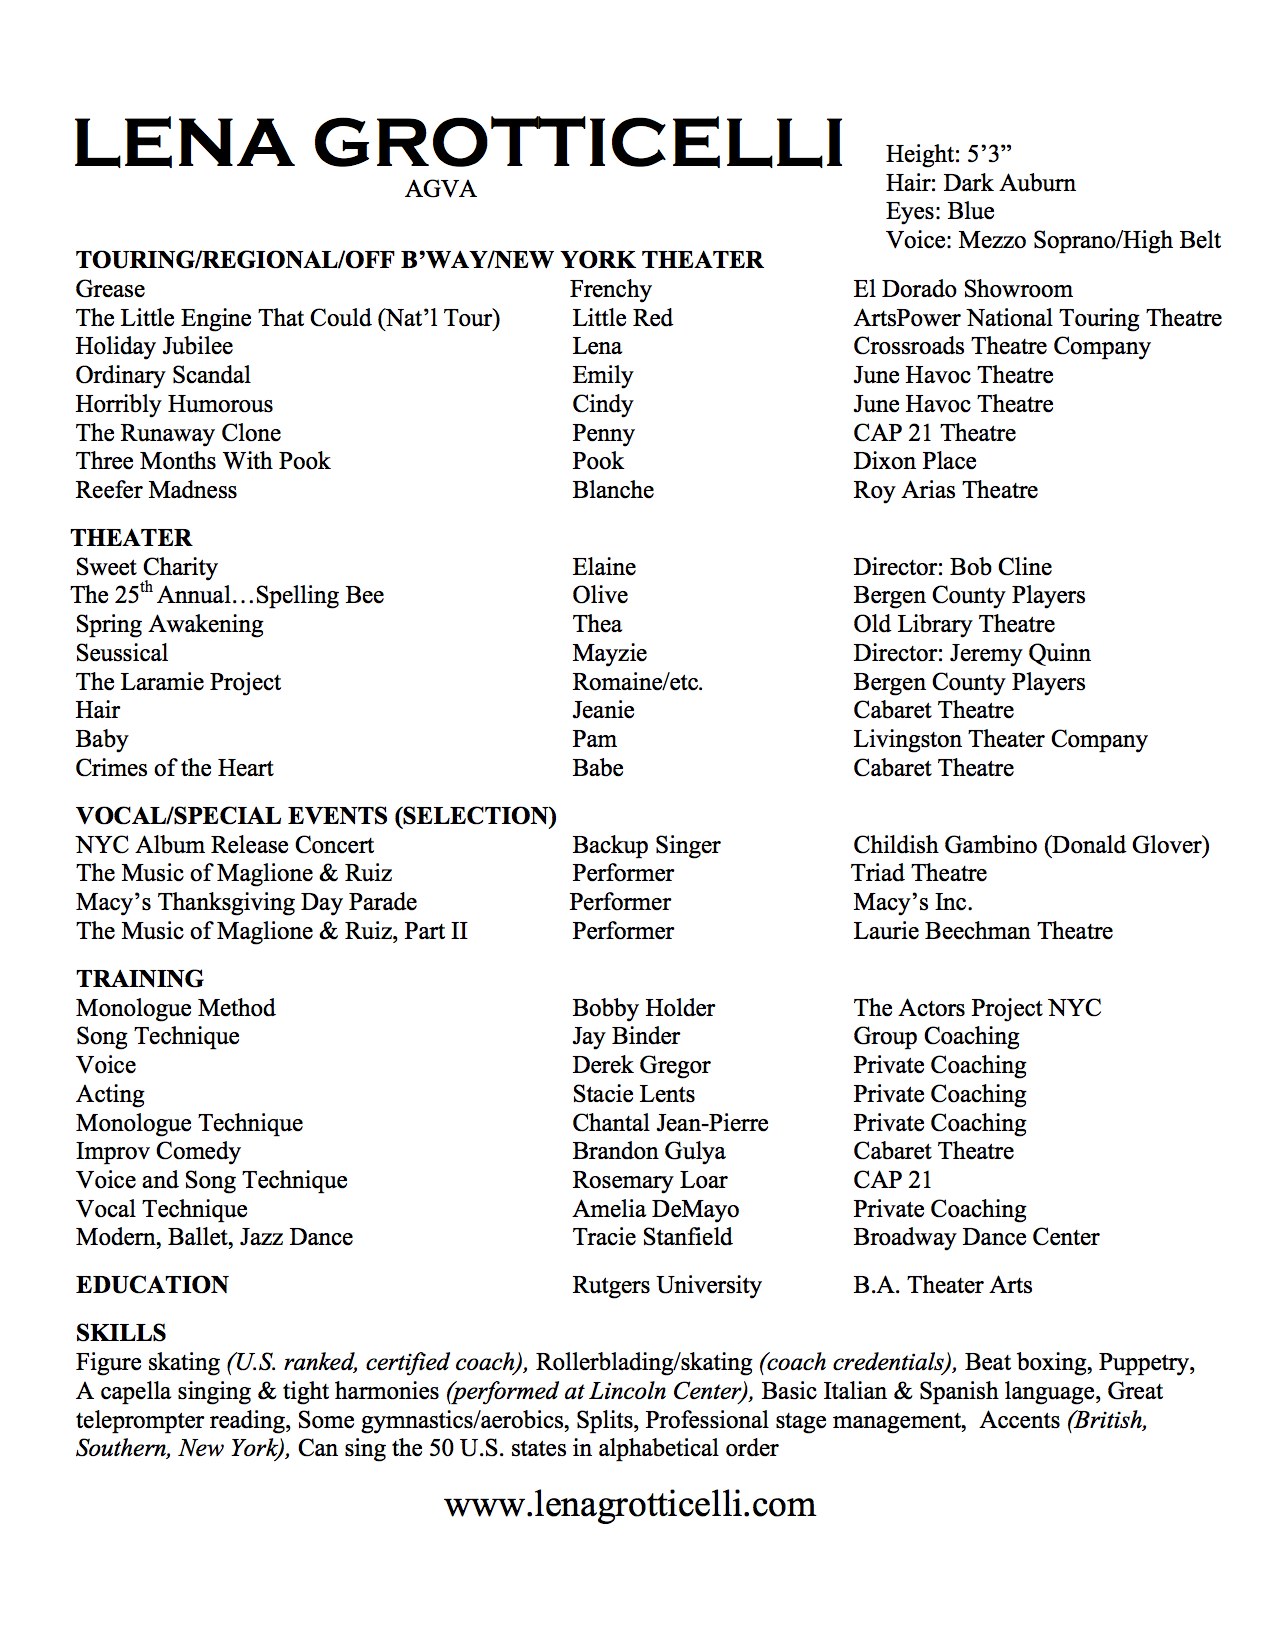 LENA GROTTICELLI
AGVA
Height: 5’3”
Hair: Dark Auburn
Eyes: Blue
Voice: Mezzo Soprano/High Belt
TOURING/REGIONAL/OFF B’WAY/NEW YORK THEATER
Grease Frenchy El Dorado Showroom
The Little Engine That Could (Nat’l Tour) Little Red ArtsPower National Touring Theatre
Holiday Jubilee Lena Crossroads Theatre Company
Ordinary Scandal Emily June Havoc Theatre
Horribly Humorous Cindy June Havoc Theatre
The Runaway Clone Penny CAP 21 Theatre
Three Months With Pook Pook Dixon Place
Reefer Madness Blanche Roy Arias Theatre
THEATER
Sweet Charity Elaine Director: Bob Cline
The 25th Annual…Spelling Bee Olive Bergen County Players
Spring Awakening Thea Old Library Theatre
Seussical Mayzie Director: Jeremy Quinn
The Laramie Project Romaine/etc. Bergen County Players
Hair Jeanie Cabaret Theatre
Baby Pam Livingston Theater Company
Crimes of the Heart Babe Cabaret Theatre
VOCAL/SPECIAL EVENTS (SELECTION)
NYC Album Release Concert Backup Singer Childish Gambino (Donald Glover)
The Music of Maglione & Ruiz Performer Triad Theatre
Macy’s Thanksgiving Day Parade Performer Macy’s Inc.
The Music of Maglione & Ruiz, Part II Performer Laurie Beechman Theatre
TRAINING
Monologue Method Bobby Holder The Actors Project NYC
Song Technique Jay Binder Group Coaching
Voice Derek Gregor Private Coaching
Acting Stacie Lents Private Coaching
Monologue Technique Chantal Jean-Pierre Private Coaching
Improv Comedy Brandon Gulya Cabaret Theatre
Voice and Song Technique Rosemary Loar CAP 21
Vocal Technique Amelia DeMayo Private Coaching
Modern, Ballet, Jazz Dance Tracie Stanfield Broadway Dance Center
EDUCATION Rutgers University B.A. Theater Arts
SKILLS
Figure skating (U.S. ranked, certified coach), Rollerblading/skating (coach credentials), Beat boxing, Puppetry,
A capella singing & tight harmonies (performed at Lincoln Center), Basic Italian & Spanish language, Great
teleprompter reading, Some gymnastics/aerobics, Splits, Professional stage management, Accents (British,
Southern, New York), Can sing the 50 U.S. states in alphabetical order
www.lenagrotticelli.com